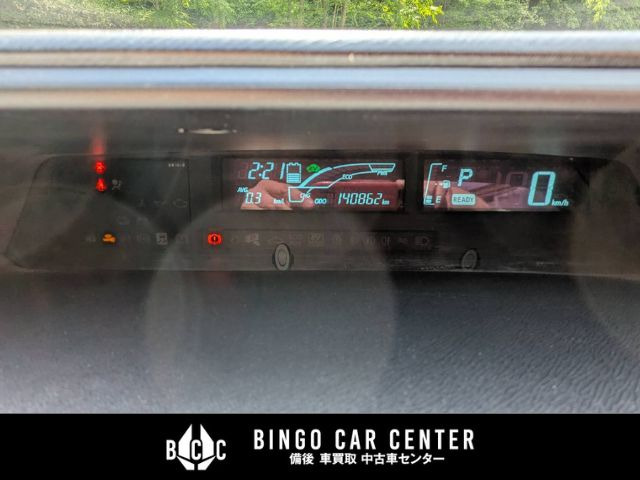 2:21
ECO
PWR
AVG
0.3 km/L
ODO 140862 km
F
E
P
READY
0 km/h
BCC
BINGO CAR CENTER
備後 車買取 中古車センター